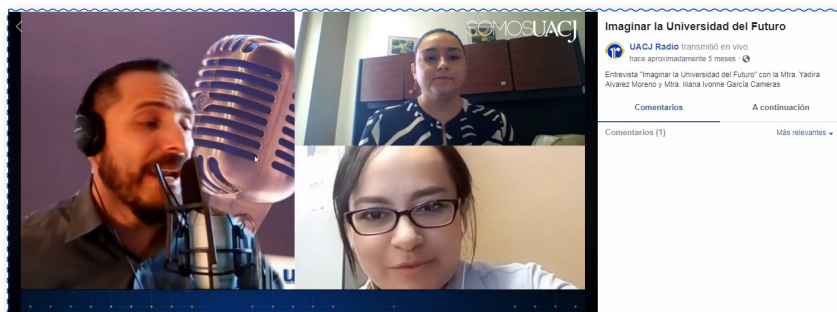 SOMOSUACJ
Imaginar la Universidad del Futuro
UACJ Radio transmitió en vivo.
hace aproximadamente 5 meses ·
Entrevista "Imaginar la Universidad del Futuro" con la Mtra. Yadira
Alvarez Moreno y Mtra. Iliana Ivonne García Cameras
Comentarios
A continuación
Comentarios (1)
Más relevantes